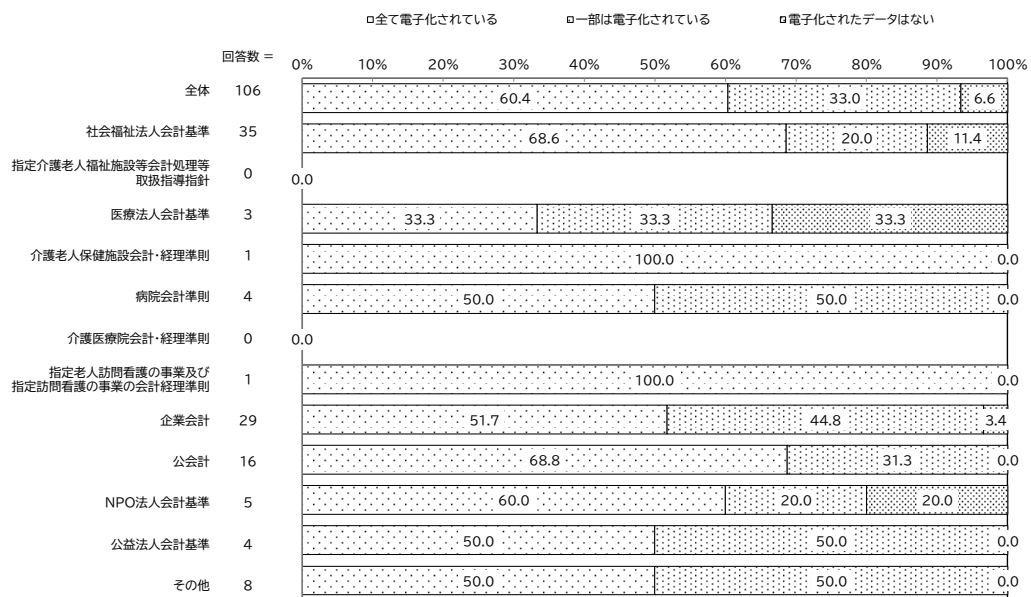 全て電子化されている 一部は電子化されている 電子化されたデータはない
回答数 = 0% 10% 20% 30% 40% 50% 60% 70% 80% 90% 100%
全体 106 60.4 33.0 6.6
社会福祉法人会計基準 35 68.6 20.0 11.4
指定介護老人福祉施設等会計処理等
取扱指導指針 0 0.0
医療法人会計基準 3 33.3 33.3 33.3
介護老人保健施設会計・経理準則 1 100.0 0.0
病院会計準則 4 50.0 50.0 0.0
介護医療院会計・経理準則 0 0.0
指定老人訪問看護の事業及び
指定訪問看護の事業の会計経理準則 1 100.0 0.0
企業会計 29 51.7 44.8 3.4
公会計 16 68.8 31.3 0.0
NPO法人会計基準 5 60.0 20.0 20.0
公益法人会計基準 4 50.0 50.0 0.0
その他 8 50.0 50.0 0.0